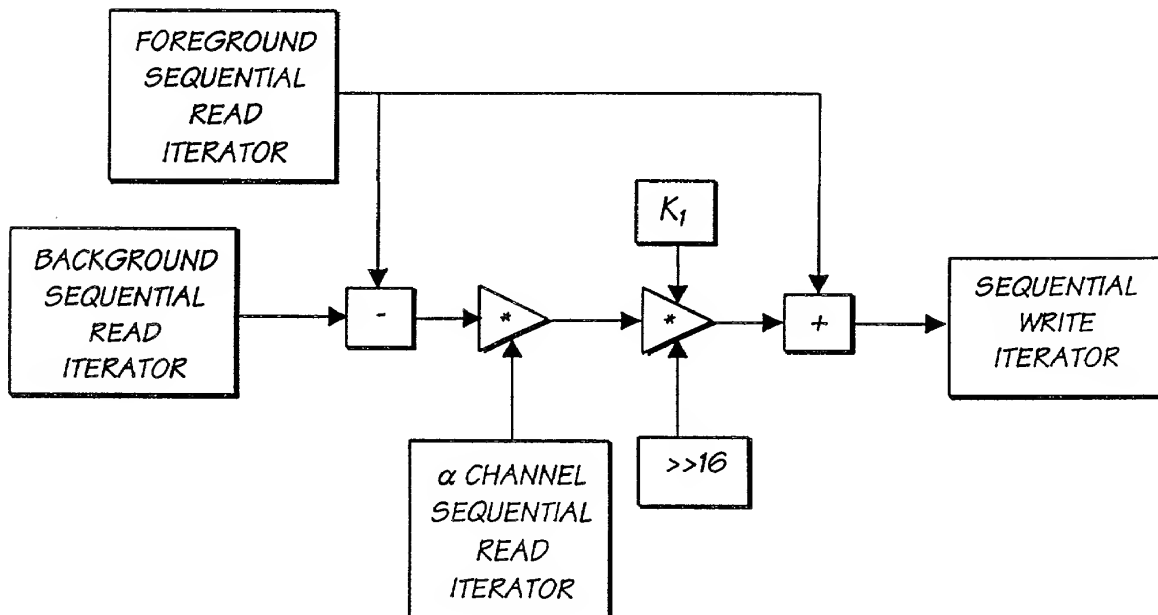 FOREGROUND
SEQUENTIAL
READ
ITERATOR
K₁
BACKGROUND
SEQUENTIAL
READ
ITERATOR
-
*
*
+
SEQUENTIAL
WRITE
ITERATOR
α CHANNEL
SEQUENTIAL
READ
ITERATOR
>>16